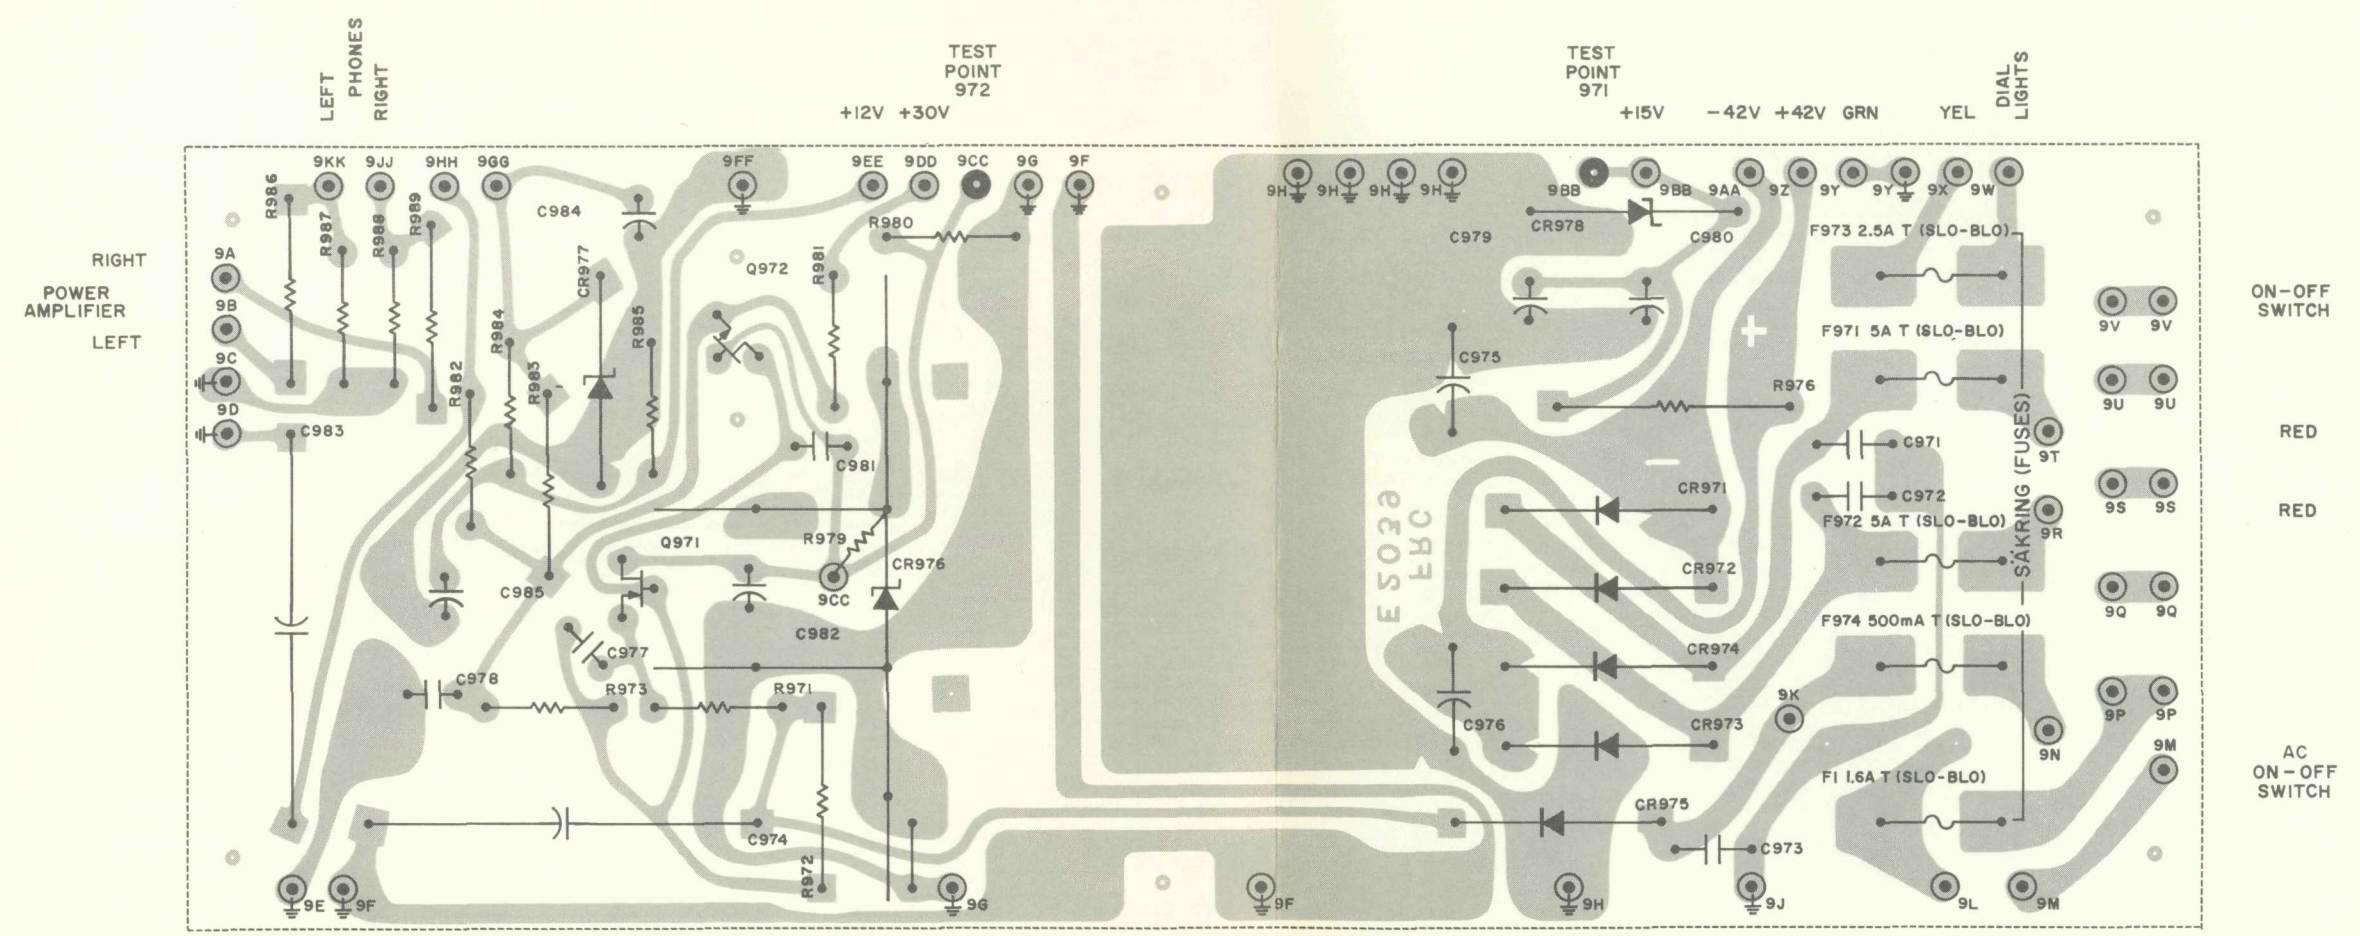 LEFT
PHONES
RIGHT
TEST
POINT
972
+12V +30V
TEST
POINT
971
+15V -42V +42V GRN YEL
DIAL
LIGHTS
9KK 9JJ 9HH 9GG 9FF 9EE 9DD 9CC 9G 9F
9H 9H 9H 9H 9BB 9BB 9AA 9Z 9Y 9Y 9X 9W
R986
R987
R988
R989
C984
R980
C979
CR978
C980
F973 2.5A T (SLO-BLO)
RIGHT
POWER
AMPLIFIER
LEFT
9A
9B
9C
9D
CR977
Q972
R981
R985
R984
R983
R982
C983
C981
+
F971 5A T (SLO-BLO)
C975
R976
9V 9V
ON-OFF
SWITCH
9U 9U
RED
9T
C971
C972
F972 5A T (SLO-BLO)
SÄKRING (FUSES)
9S 9S
RED
9R
–
CR971
E2039
FRC
Q971
R979
CR976
9CC
C985
C982
C977
CR972
9Q 9Q
F974 500mA T (SLO-BLO)
C978
R973
R971
CR974
C976
CR973
9K
9P 9P
9N
9M
AC
ON-OFF
SWITCH
F1 1.6A T (SLO-BLO)
C974
R972
CR975
C973
9E 9F 9G 9F 9H 9J 9L 9M